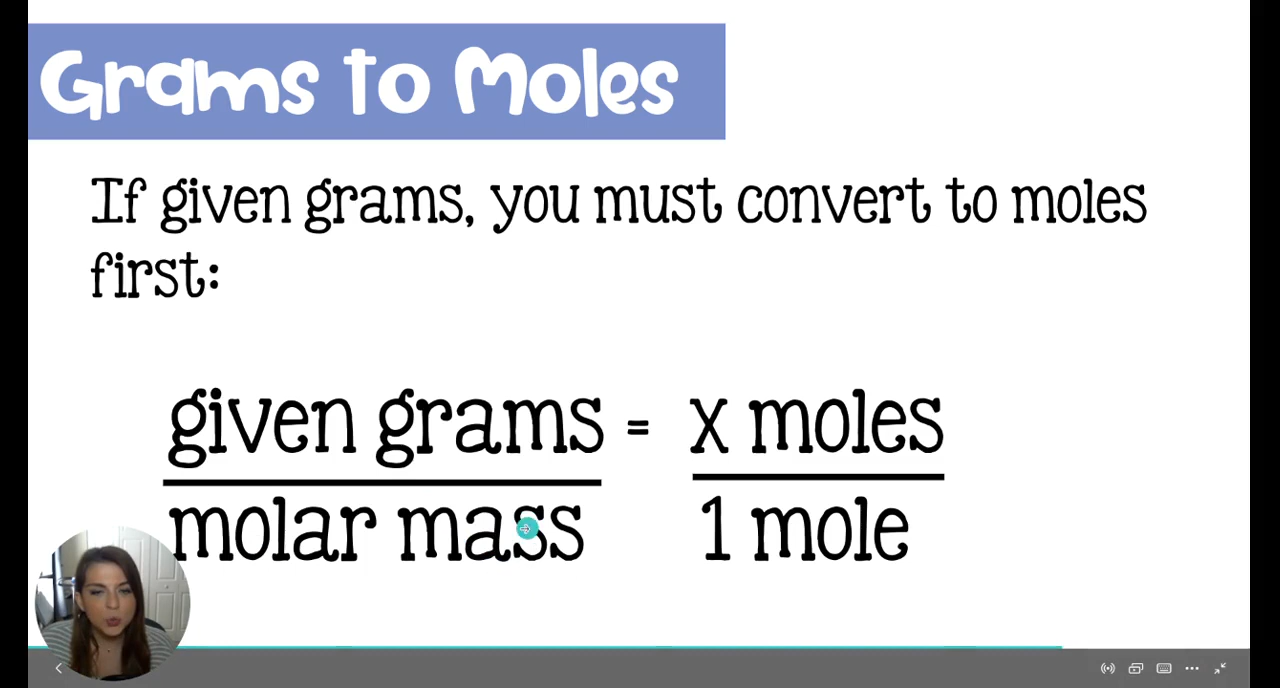 Grams to Moles
If given grams, you must convert to moles
first:
given grams = x moles
molar mass 1 mole